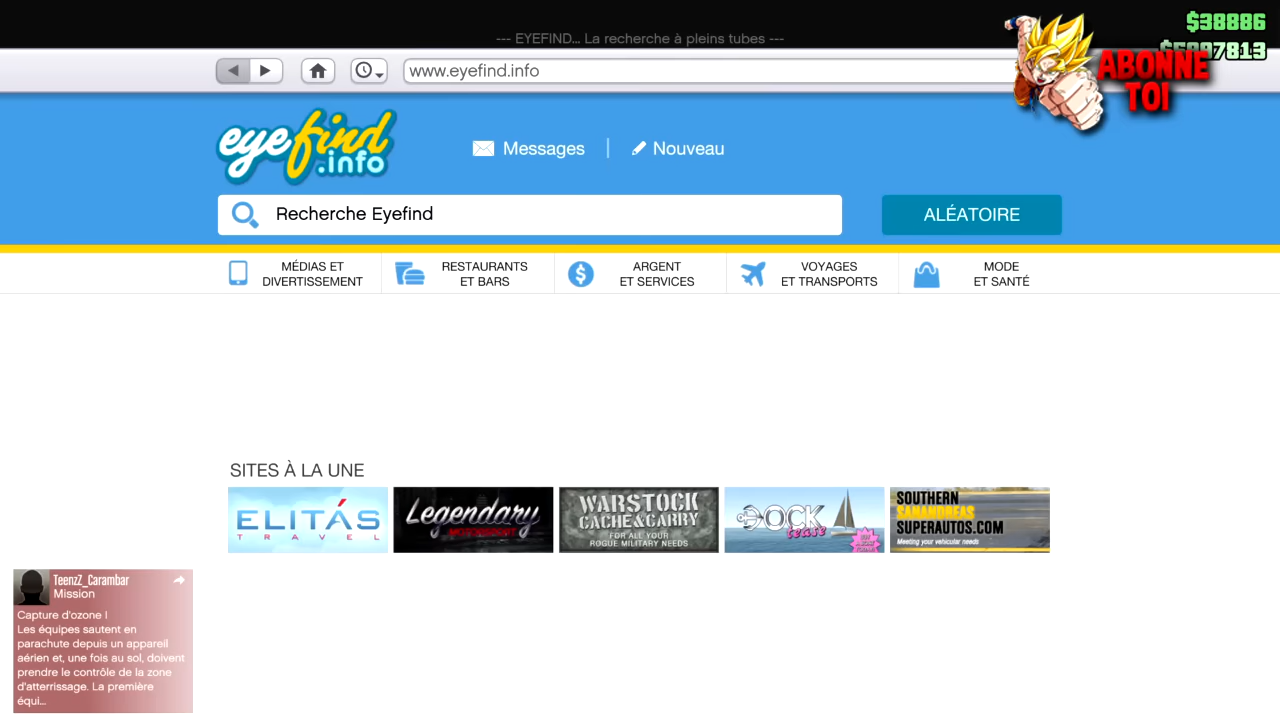 $38886
--- EYEFIND... La recherche à pleins tubes ---
7813
www.eyefind.info
ABONNE
TOI
eyefind
.info
Messages
Nouveau
Recherche Eyefind
ALÉATOIRE
MÉDIAS ET
DIVERTISSEMENT
RESTAURANTS
ET BARS
ARGENT
ET SERVICES
VOYAGES
ET TRANSPORTS
MODE
ET SANTÉ
SITES À LA UNE
ELITÁS
TRAVEL
Legendary
MOTORSPORT
WARSTOCK
CACHE&CARRY
FOR ALL YOUR
ROGUE MILITARY NEEDS
DOCK
tease
SOUTHERN
SANANDREAS
SUPERAUTOS.COM
Meeting your vehicular needs
TeenzZ_Carambar
Mission
Capture d'ozone I
Les équipes sautent en
parachute depuis un appareil
aérien et, une fois au sol, doivent
prendre le contrôle de la zone
d'atterrissage. La première
équi...